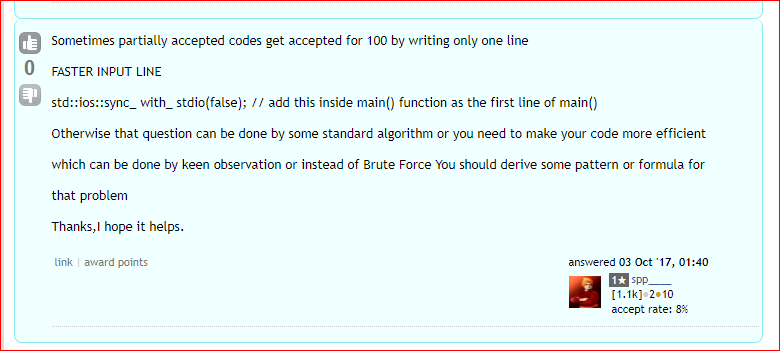 Sometimes partially accepted codes get accepted for 100 by writing only one line
0
FASTER INPUT LINE
std::ios::sync_ with_ stdio(false); // add this inside main() function as the first line of main()
Otherwise that question can be done by some standard algorithm or you need to make your code more efficient
which can be done by keen observation or instead of Brute Force You should derive some pattern or formula for
that problem
Thanks,I hope it helps.
link | award points
answered 03 Oct '17, 01:40
1★ spp____
[1.1k]●2●10
accept rate: 8%